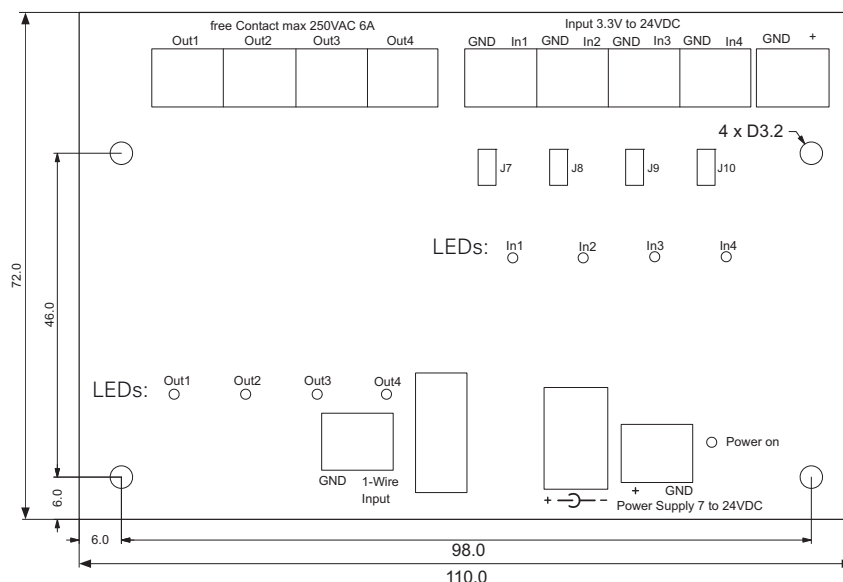 free Contact max 250VAC 6A
Input 3.3V to 24VDC
Out1 Out2 Out3 Out4
GND In1 GND In2 GND In3 GND In4 GND +
4 x D3.2
J7 J8 J9 J10
LEDs: In1 In2 In3 In4
72.0
46.0
LEDs: Out1 Out2 Out3 Out4
Power on
GND 1-Wire
Input
+ −
+ GND
Power Supply 7 to 24VDC
6.0
6.0
98.0
110.0